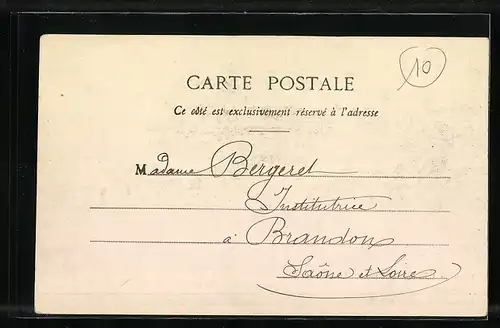 10
CARTE POSTALE
Ce côté est exclusivement réservé à l'adresse
Madame Bergeret
Institutrice
à Brandon
Saône et Loire